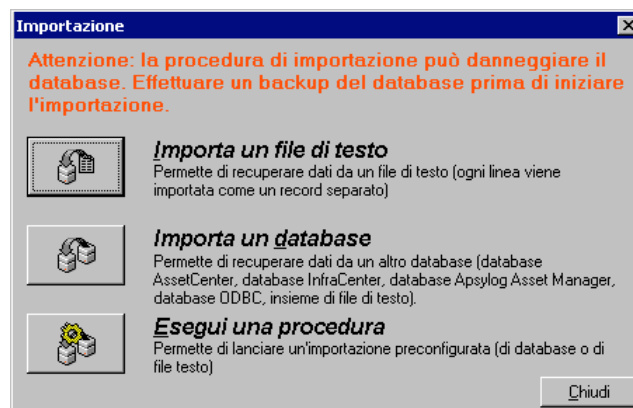 Importazione
Attenzione: la procedura di importazione può danneggiare il
database. Effettuare un backup del database prima di iniziare
l'importazione.
Importa un file di testo
Permette di recuperare dati da un file di testo (ogni linea viene
importata come un record separato)
Importa un database
Permette di recuperare dati da un altro database (database
AssetCenter, database InfraCenter, database Apsylog Asset Manager,
database ODBC, insieme di file di testo).
Esegui una procedura
Permette di lanciare un'importazione preconfigurata (di database o di
file testo)
Chiudi